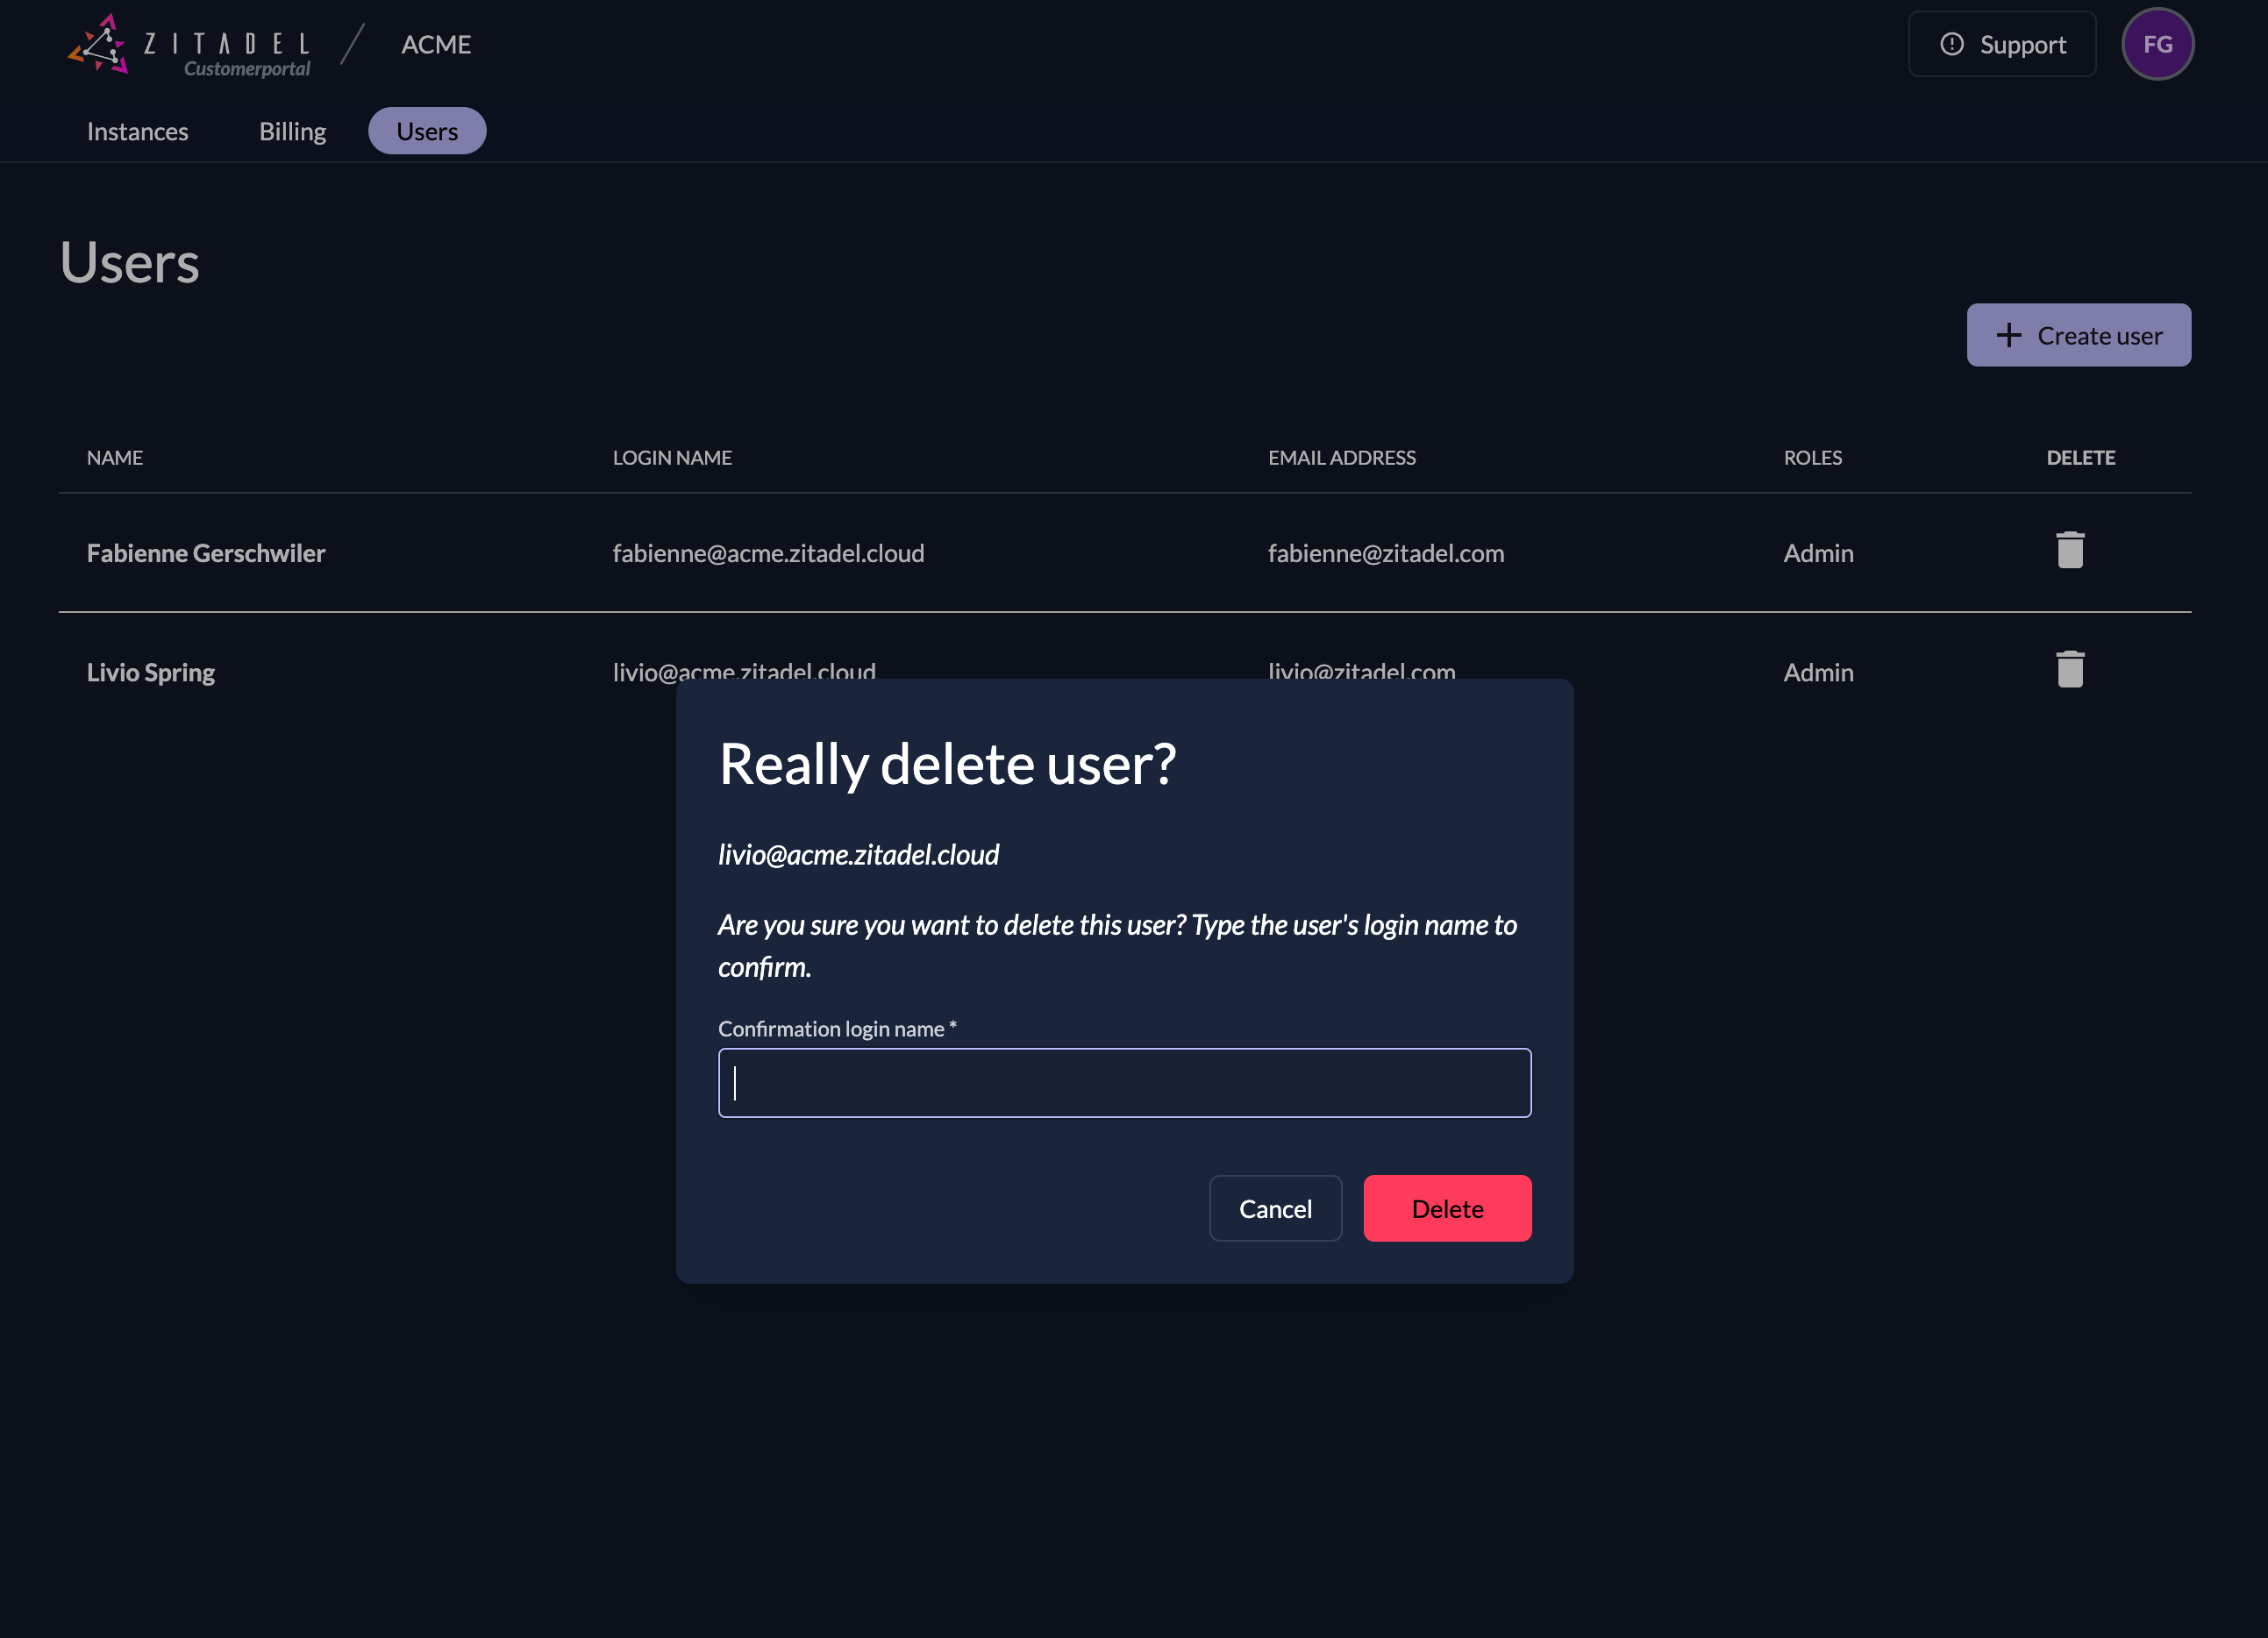 ZITADEL
Customerportal
ACME
Support
FG
Instances
Billing
Users
Users
Create user
NAME LOGIN NAME EMAIL ADDRESS ROLES DELETE
Fabienne Gerschwiler fabienne@acme.zitadel.cloud fabienne@zitadel.com Admin
Livio Spring livio@acme.zitadel.cloud livio@zitadel.com Admin
Really delete user?
livio@acme.zitadel.cloud
Are you sure you want to delete this user? Type the user's login name to
confirm.
Confirmation login name *
Cancel
Delete